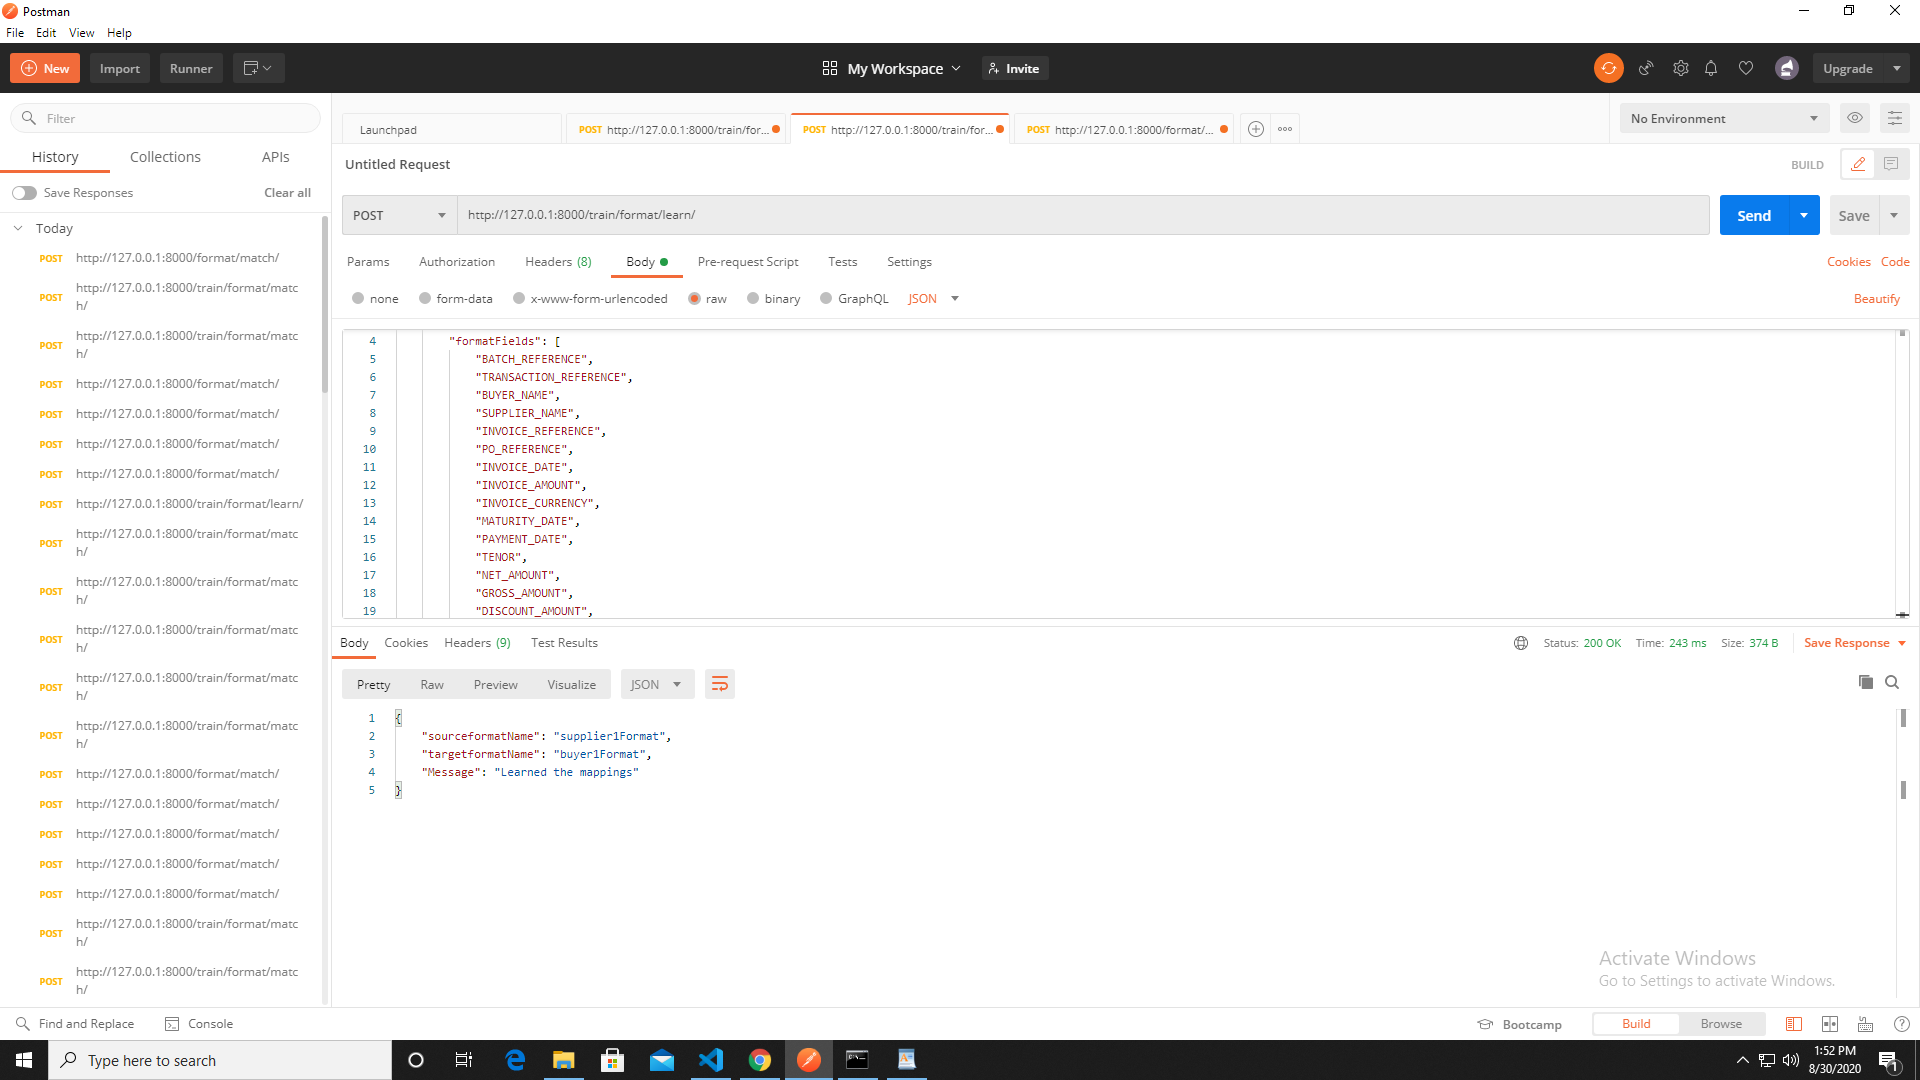 Postman
File Edit View Help
New Import Runner My Workspace Invite Upgrade
Filter
History Collections APIs
Save Responses Clear all
Today
POST http://127.0.0.1:8000/format/match/
POST http://127.0.0.1:8000/train/format/matc
h/
POST http://127.0.0.1:8000/train/format/matc
h/
POST http://127.0.0.1:8000/format/match/
POST http://127.0.0.1:8000/format/match/
POST http://127.0.0.1:8000/format/match/
POST http://127.0.0.1:8000/format/match/
POST http://127.0.0.1:8000/train/format/learn/
POST http://127.0.0.1:8000/train/format/matc
h/
POST http://127.0.0.1:8000/train/format/matc
h/
POST http://127.0.0.1:8000/train/format/matc
h/
POST http://127.0.0.1:8000/train/format/matc
h/
POST http://127.0.0.1:8000/train/format/matc
h/
POST http://127.0.0.1:8000/format/match/
POST http://127.0.0.1:8000/format/match/
POST http://127.0.0.1:8000/format/match/
POST http://127.0.0.1:8000/format/match/
POST http://127.0.0.1:8000/format/match/
POST http://127.0.0.1:8000/train/format/matc
h/
POST http://127.0.0.1:8000/train/format/matc
h/
Launchpad POST http://127.0.0.1:8000/train/for... POST http://127.0.0.1:8000/train/for... POST http://127.0.0.1:8000/format/... No Environment
Untitled Request BUILD
POST http://127.0.0.1:8000/train/format/learn/ Send Save
Params Authorization Headers (8) Body Pre-request Script Tests Settings Cookies Code
none form-data x-www-form-urlencoded raw binary GraphQL JSON Beautify
4 "formatFields": [
5 "BATCH_REFERENCE",
6 "TRANSACTION_REFERENCE",
7 "BUYER_NAME",
8 "SUPPLIER_NAME",
9 "INVOICE_REFERENCE",
10 "PO_REFERENCE",
11 "INVOICE_DATE",
12 "INVOICE_AMOUNT",
13 "INVOICE_CURRENCY",
14 "MATURITY_DATE",
15 "PAYMENT_DATE",
16 "TENOR",
17 "NET_AMOUNT",
18 "GROSS_AMOUNT",
19 "DISCOUNT_AMOUNT",
Body Cookies Headers (9) Test Results Status: 200 OK Time: 243 ms Size: 374 B Save Response
Pretty Raw Preview Visualize JSON
1 {
2 "sourceformatName": "supplier1Format",
3 "targetformatName": "buyer1Format",
4 "Message": "Learned the mappings"
5 }
Activate Windows
Go to Settings to activate Windows.
Find and Replace Console Bootcamp Build Browse
Type here to search
1:52 PM
8/30/2020
1